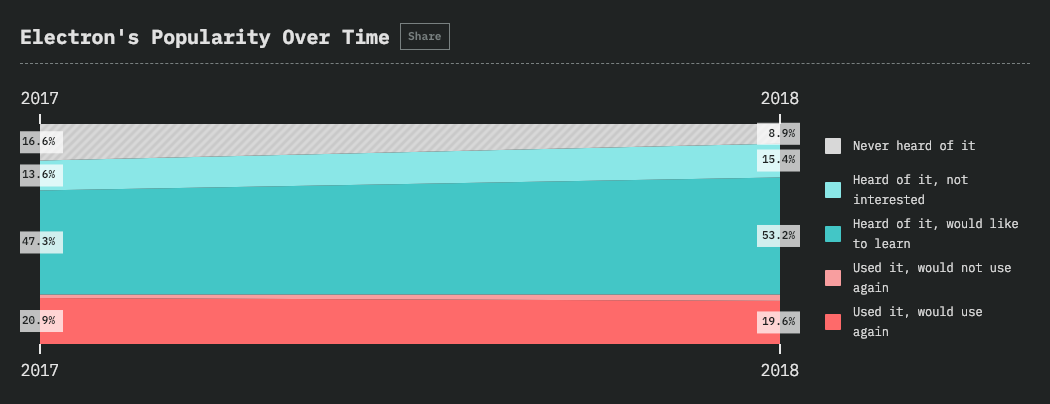 Electron's Popularity Over Time
Share
2017
2018
16.6%
8.9%
13.6%
15.4%
47.3%
53.2%
20.9%
19.6%
Never heard of it
Heard of it, not
interested
Heard of it, would like
to learn
Used it, would not use
again
Used it, would use
again
2017
2018